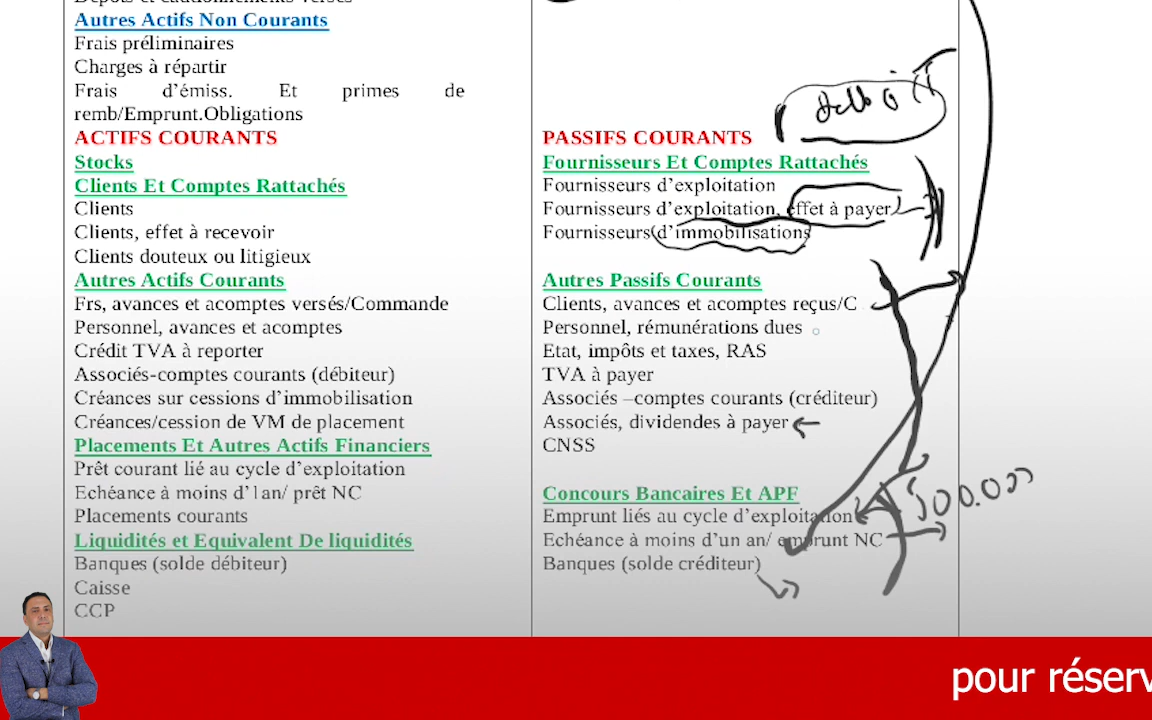 Dépôts et cautionnements versés
Autres Actifs Non Courants
Frais préliminaires
Charges à répartir
Frais d’émiss. Et primes de
remb/Emprunt.Obligations
ACTIFS COURANTS
Stocks
Clients Et Comptes Rattachés
Clients
Clients, effet à recevoir
Clients douteux ou litigieux
Autres Actifs Courants
Frs, avances et acomptes versés/Commande
Personnel, avances et acomptes
Crédit TVA à reporter
Associés-comptes courants (débiteur)
Créances sur cessions d’immobilisation
Créances/cession de VM de placement
Placements Et Autres Actifs Financiers
Prêt courant lié au cycle d’exploitation
Echéance à moins d’1an/ prêt NC
Placements courants
Liquidités et Equivalent De liquidités
Banques (solde débiteur)
Caisse
CCP
PASSIFS COURANTS
Fournisseurs Et Comptes Rattachés
Fournisseurs d’exploitation
Fournisseurs d’exploitation, effet à payer
Fournisseurs d’immobilisations
Autres Passifs Courants
Clients, avances et acomptes reçus/C
Personnel, rémunérations dues
Etat, impôts et taxes, RAS
TVA à payer
Associés –comptes courants (créditeur)
Associés, dividendes à payer
CNSS
Concours Bancaires Et APF
Emprunt liés au cycle d’exploitation
Echéance à moins d’un an/ emprunt NC
Banques (solde créditeur)
pour réserv